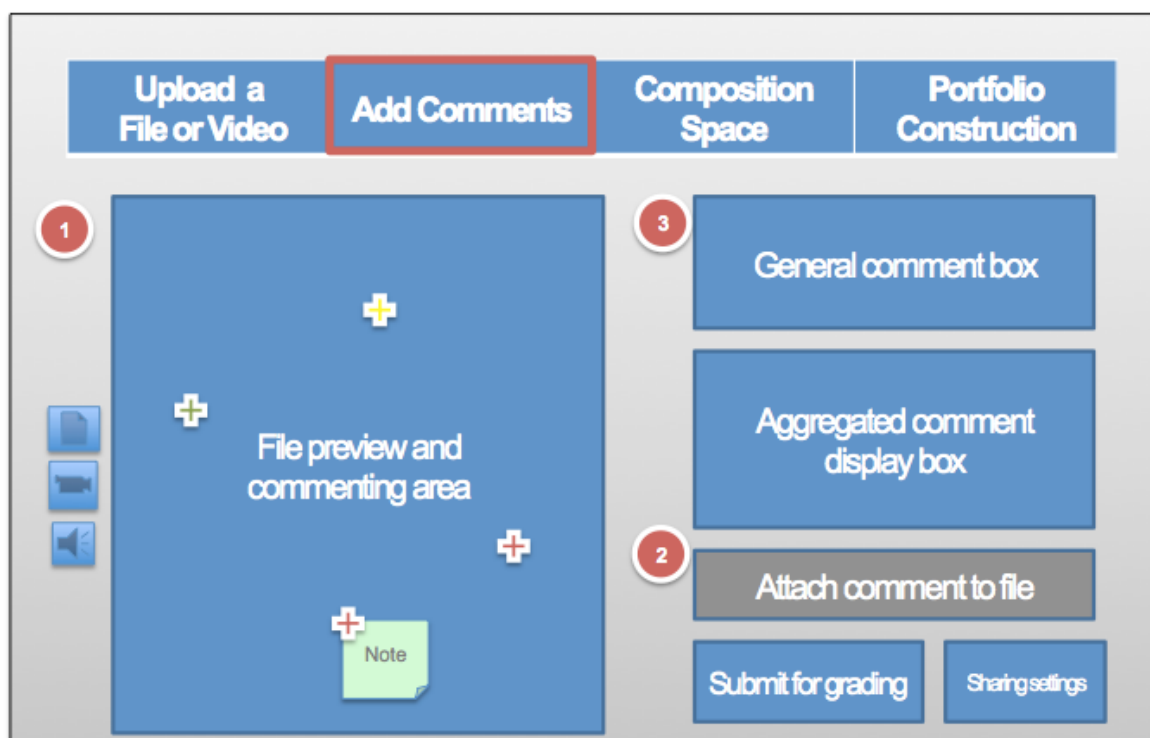 Upload a
File or Video
Add Comments
Composition
Space
Portfolio
Construction
1
File preview and
commenting area
Note
3
General comment box
Aggregated comment
display box
2
Attach comment to file
Submit for grading
Sharing settings